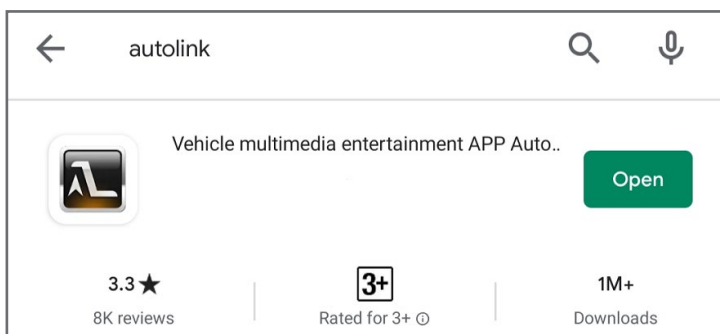 autolink
Vehicle multimedia entertainment APP Auto..
Open
3.3★
3+
1M+
8K reviews
Rated for 3+ ⓘ
Downloads